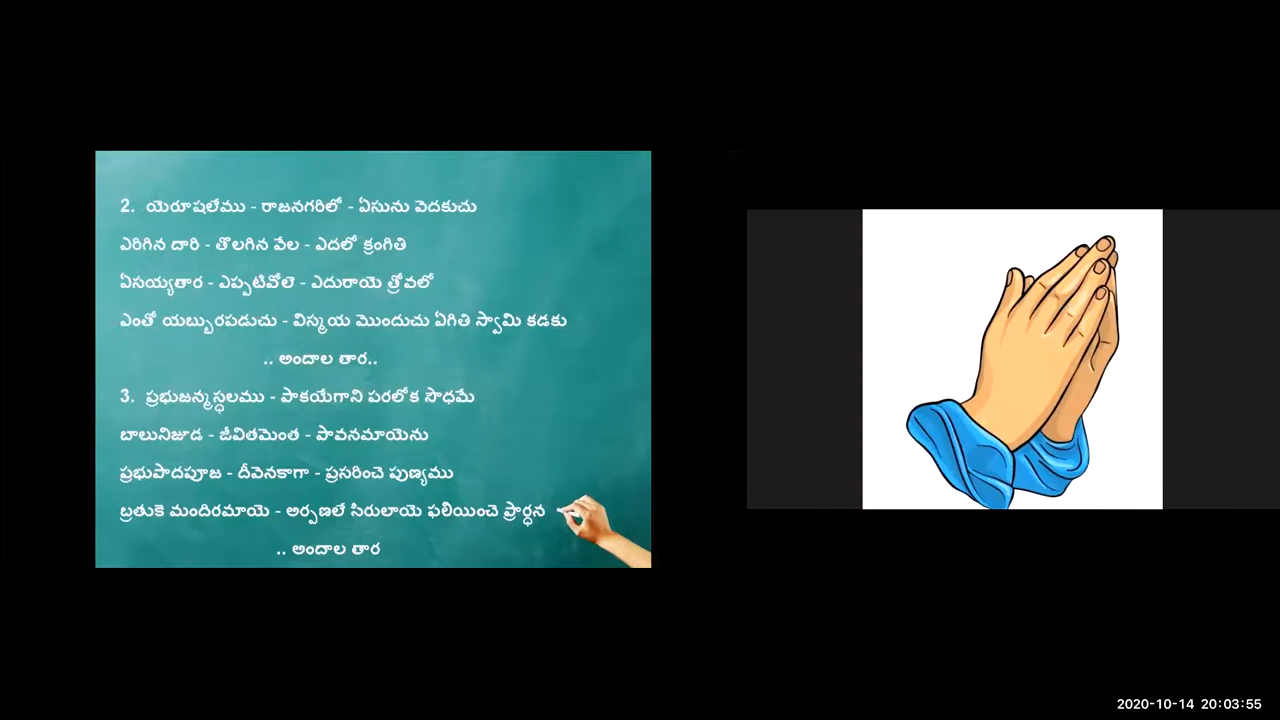 2. యెరూషలేము - రాజనగరిలో - ఏసును వెదకుచు
ఎరిగిన దారి - తొలగిన వేల - ఎదలో క్రంగితి
ఏసయ్యతార - ఎప్పటివోలె - ఎదురాయె త్రోవలో
ఎంతో యబ్బురపడుచు - విస్మయ మొందుచు ఏగితి స్వామి కడకు
.. అందాల తార..
3. ప్రభుజన్మస్ధలము - పాకయేగాని పరలోక సౌధమే
బాలునిజూడ - జీవితమెంత - పావనమాయెను
ప్రభుపాదపూజ - దీవెనకాగా - ప్రసరించె పుణ్యము
బ్రతుకె మందిరమాయె - అర్పణలే సిరులాయె ఫలియించె ప్రార్ధన
.. అందాల తార
2020-10-14 20:03:55